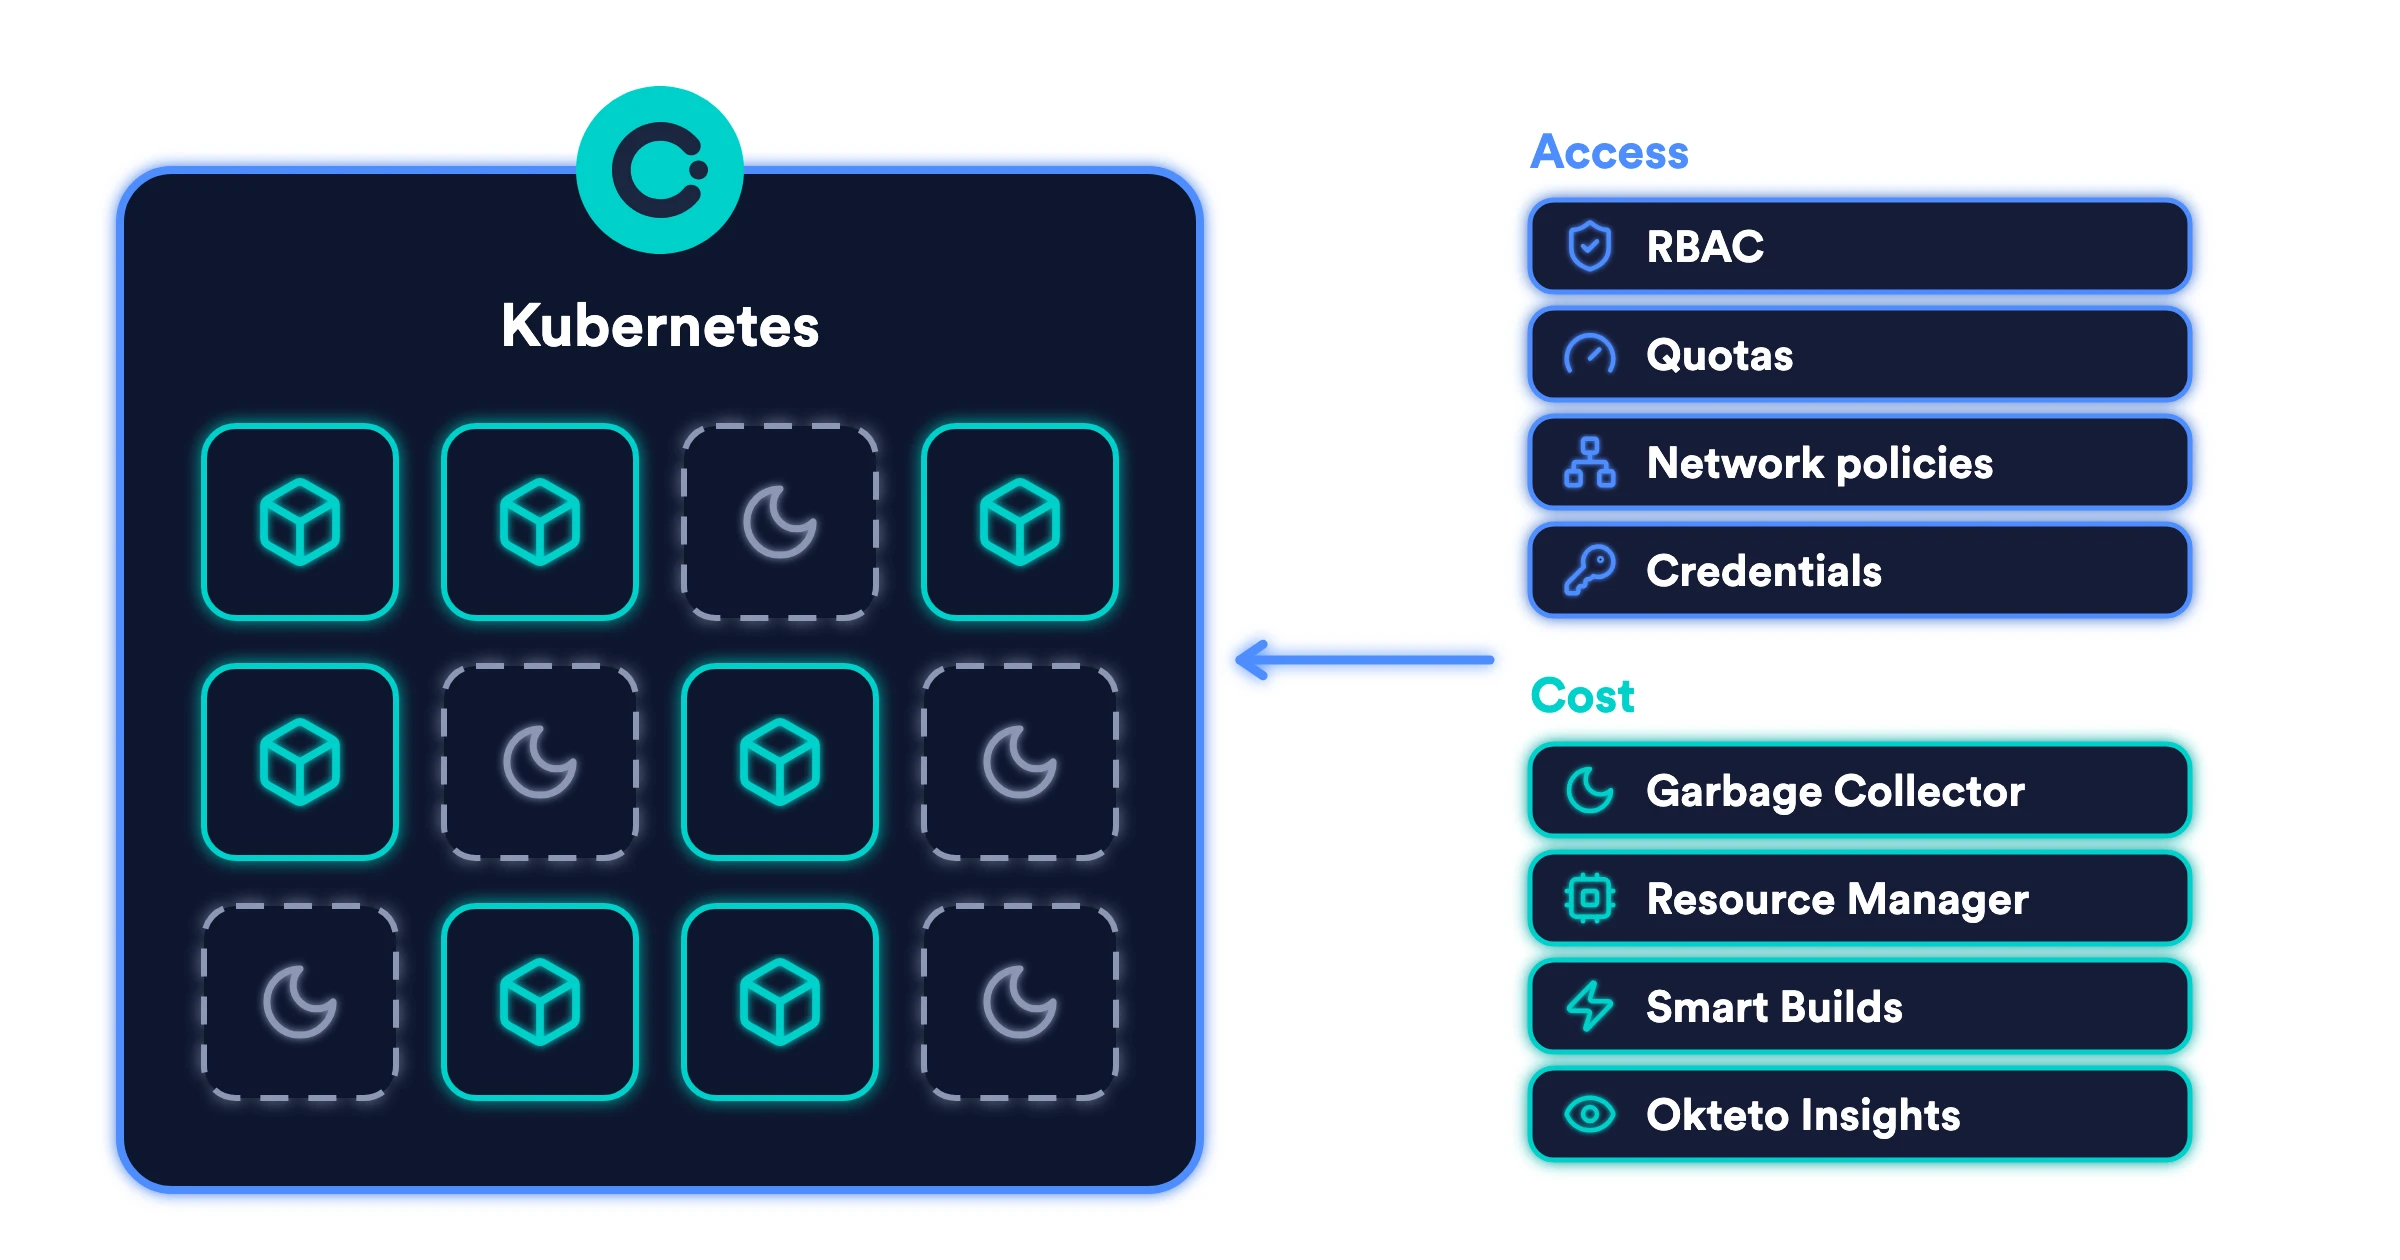 Kubernetes
Access
RBAC
Quotas
Network policies
Credentials
Cost
Garbage Collector
Resource Manager
Smart Builds
Okteto Insights